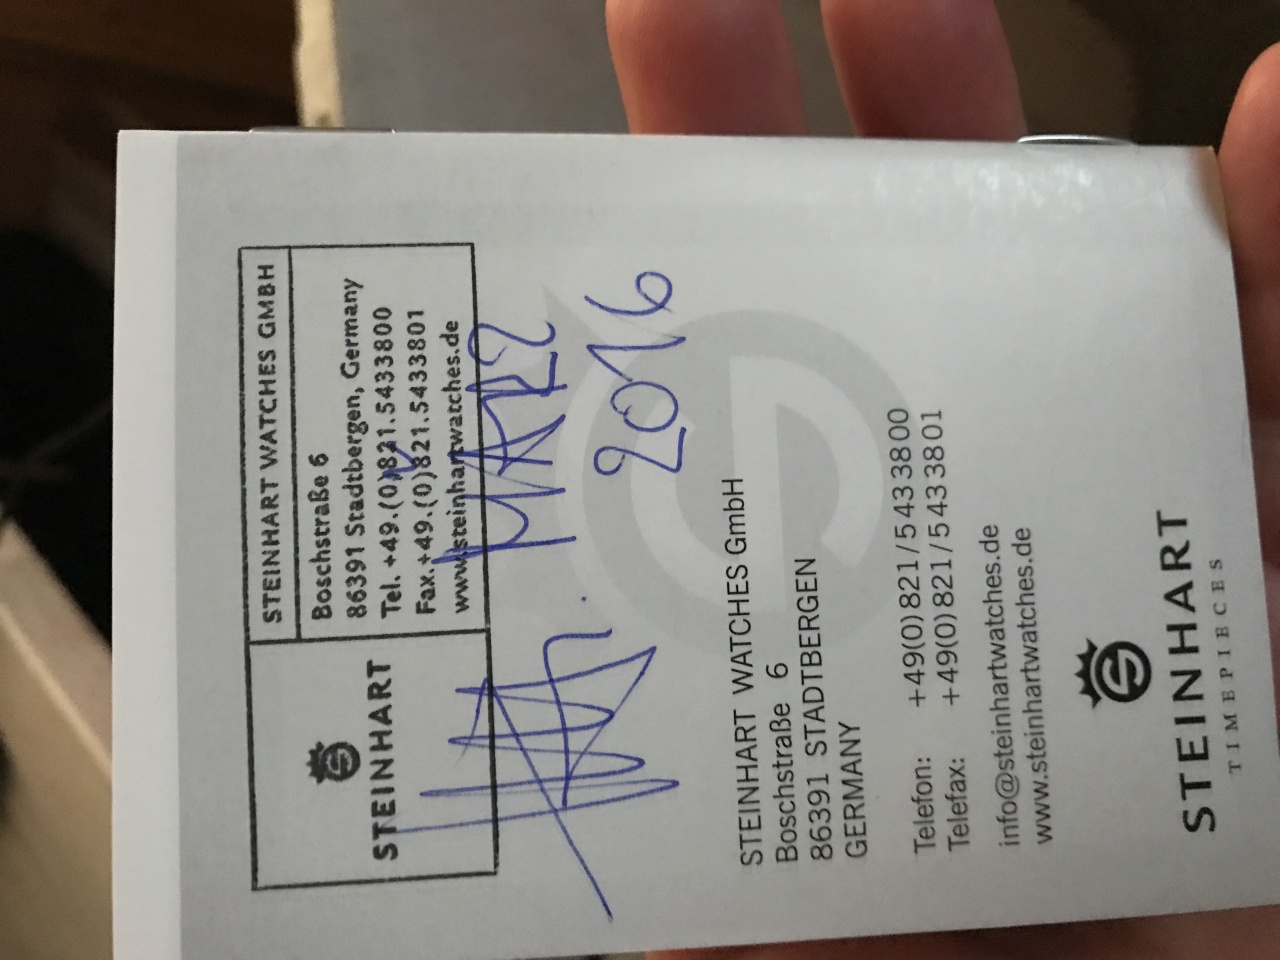 STEINHART WATCHES GMBH
STEINHART
Boschstraße 6
86391 Stadtbergen, Germany
Tel. +49.(0)821.5433800
Fax.+49.(0)821.5433801
www.steinhartwatches.de
MÄRZ
2016
STEINHART WATCHES GmbH
Boschstraße 6
86391 STADTBERGEN
GERMANY
Telefon: +49(0)821/5433800
Telefax: +49(0)821/5433801
info@steinhartwatches.de
www.steinhartwatches.de
STEINHART
TIMEPIECES